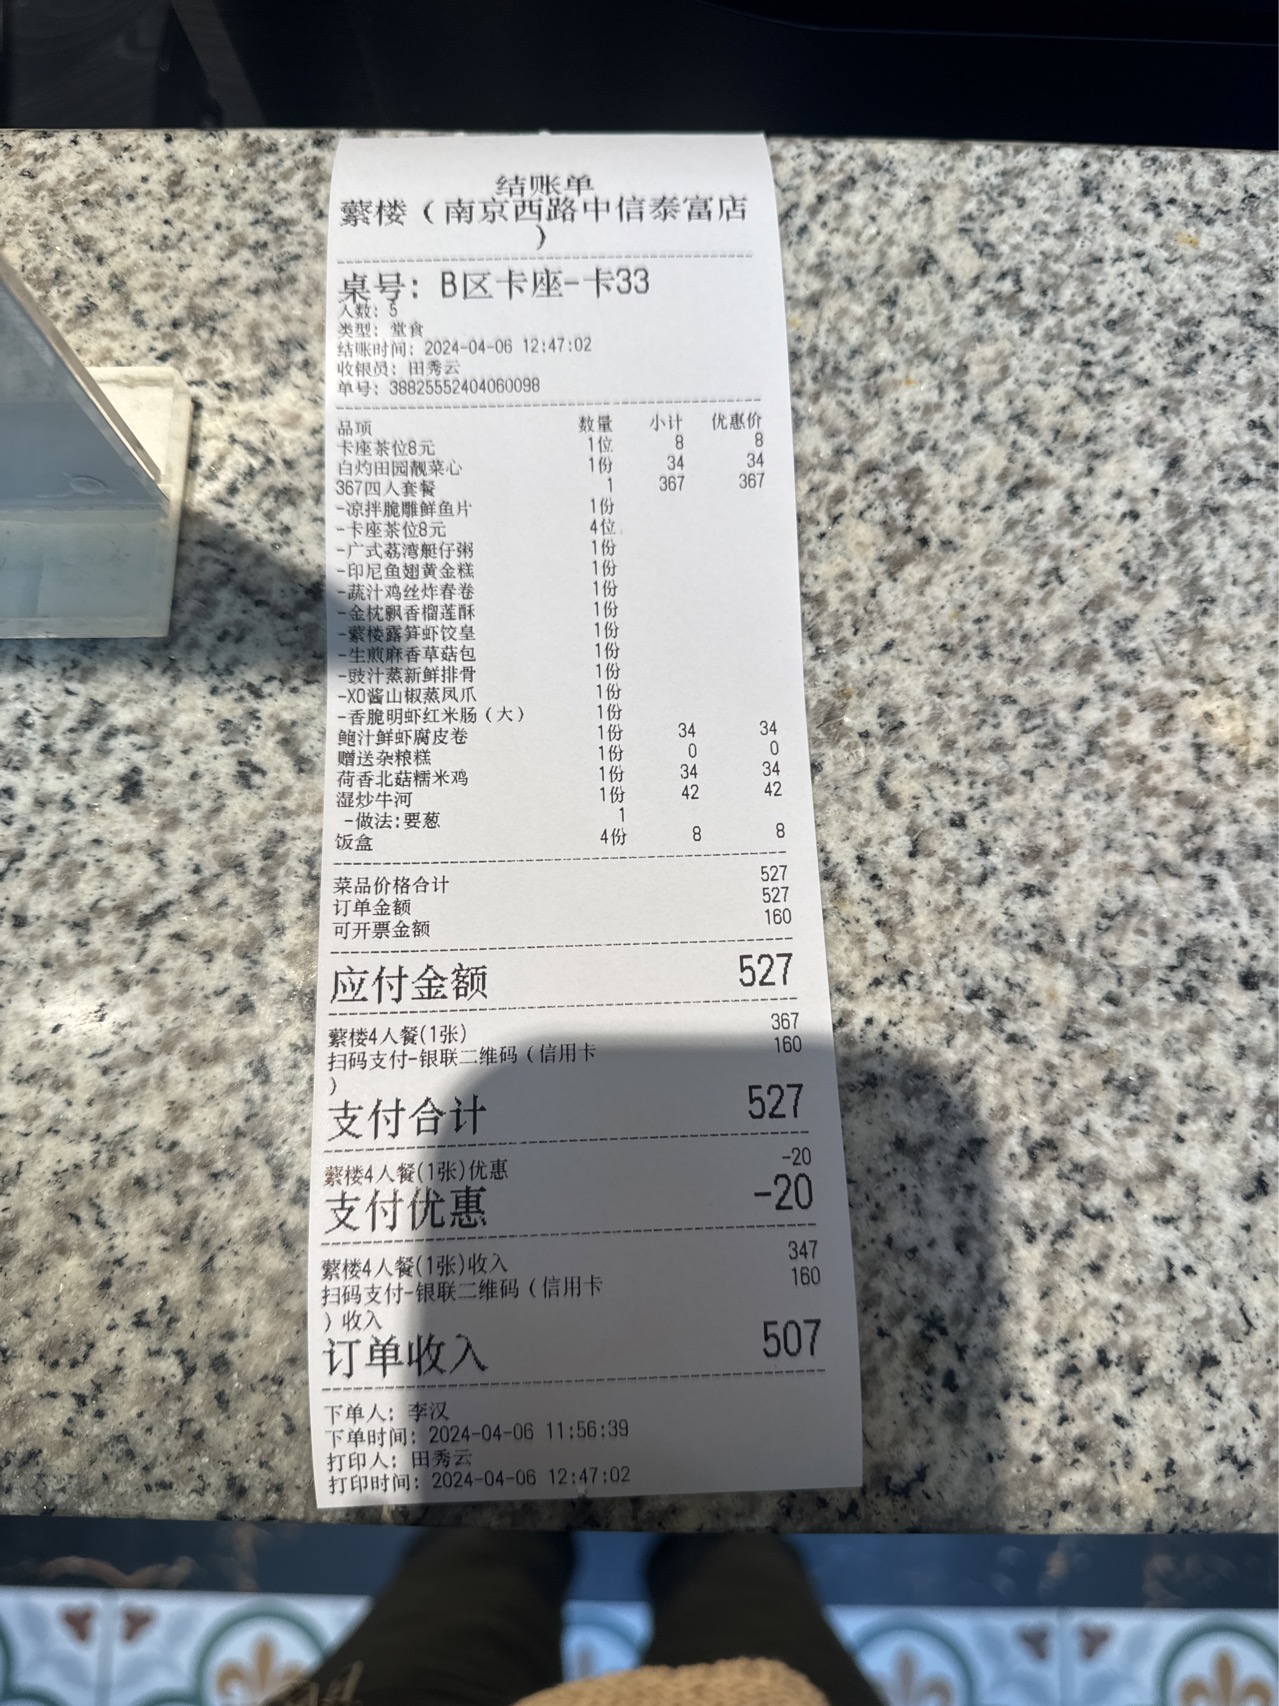 结账单
蘩楼（南京西路中信泰富店
）
桌号：B区卡座-卡33
人数：5
类型：堂食
结账时间：2024-04-06 12:47:02
收银员：田秀云
单号：38825552404060098
品项 数量 小计 优惠价
卡座茶位8元 1位 8 8
白灼田园靓菜心 1份 34 34
367四人套餐 1 367 367
-凉拌脆雕鲜鱼片 1份
-卡座茶位8元 4位
-广式荔湾艇仔粥 1份
-印尼鱼翅黄金糕 1份
-蔬汁鸡丝炸春卷 1份
-金枕飘香榴莲酥 1份
-蘩楼露笋虾饺皇 1份
-生煎麻香草菇包 1份
-豉汁蒸新鲜排骨 1份
-XO酱山椒蒸凤爪 1份
-香脆明虾红米肠（大） 1份
鲍汁鲜虾腐皮卷 1份 34 34
赠送杂粮糕 1份 0 0
荷香北菇糯米鸡 1份 34 34
湿炒牛河 1份 42 42
-做法:要葱 1
饭盒 4份 8 8
菜品价格合计 527
订单金额 527
可开票金额 160
应付金额 527
蘩楼4人餐(1张) 367
扫码支付-银联二维码（信用卡 160
）
支付合计 527
蘩楼4人餐(1张)优惠 -20
支付优惠 -20
蘩楼4人餐(1张)收入 347
扫码支付-银联二维码（信用卡 160
）收入
订单收入 507
下单人：李汉
下单时间：2024-04-06 11:56:39
打印人：田秀云
打印时间：2024-04-06 12:47:02